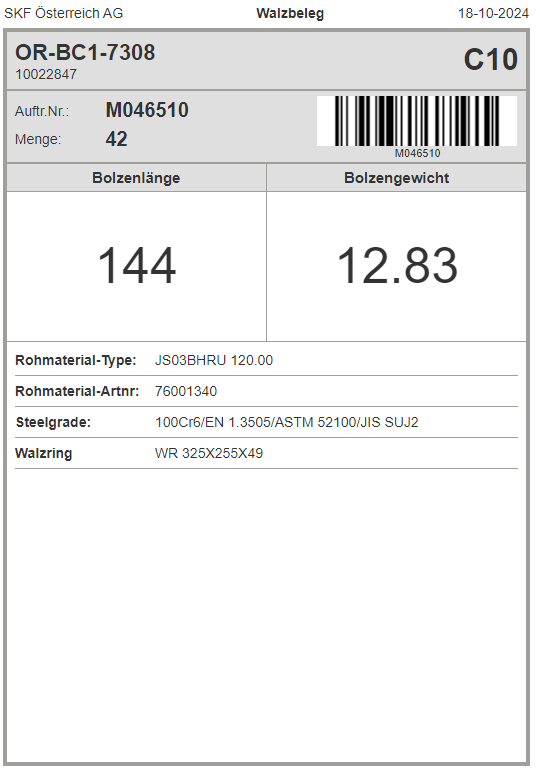 SKF Österreich AG Walzbeleg 18-10-2024
OR-BC1-7308 C10
10022847
Auftr.Nr.: M046510
Menge: 42
M046510
Bolzenlänge Bolzengewicht
144 12.83
Rohmaterial-Type: JS03BHRU 120.00
Rohmaterial-Artnr: 76001340
Steelgrade: 100Cr6/EN 1.3505/ASTM 52100/JIS SUJ2
Walzring WR 325X255X49